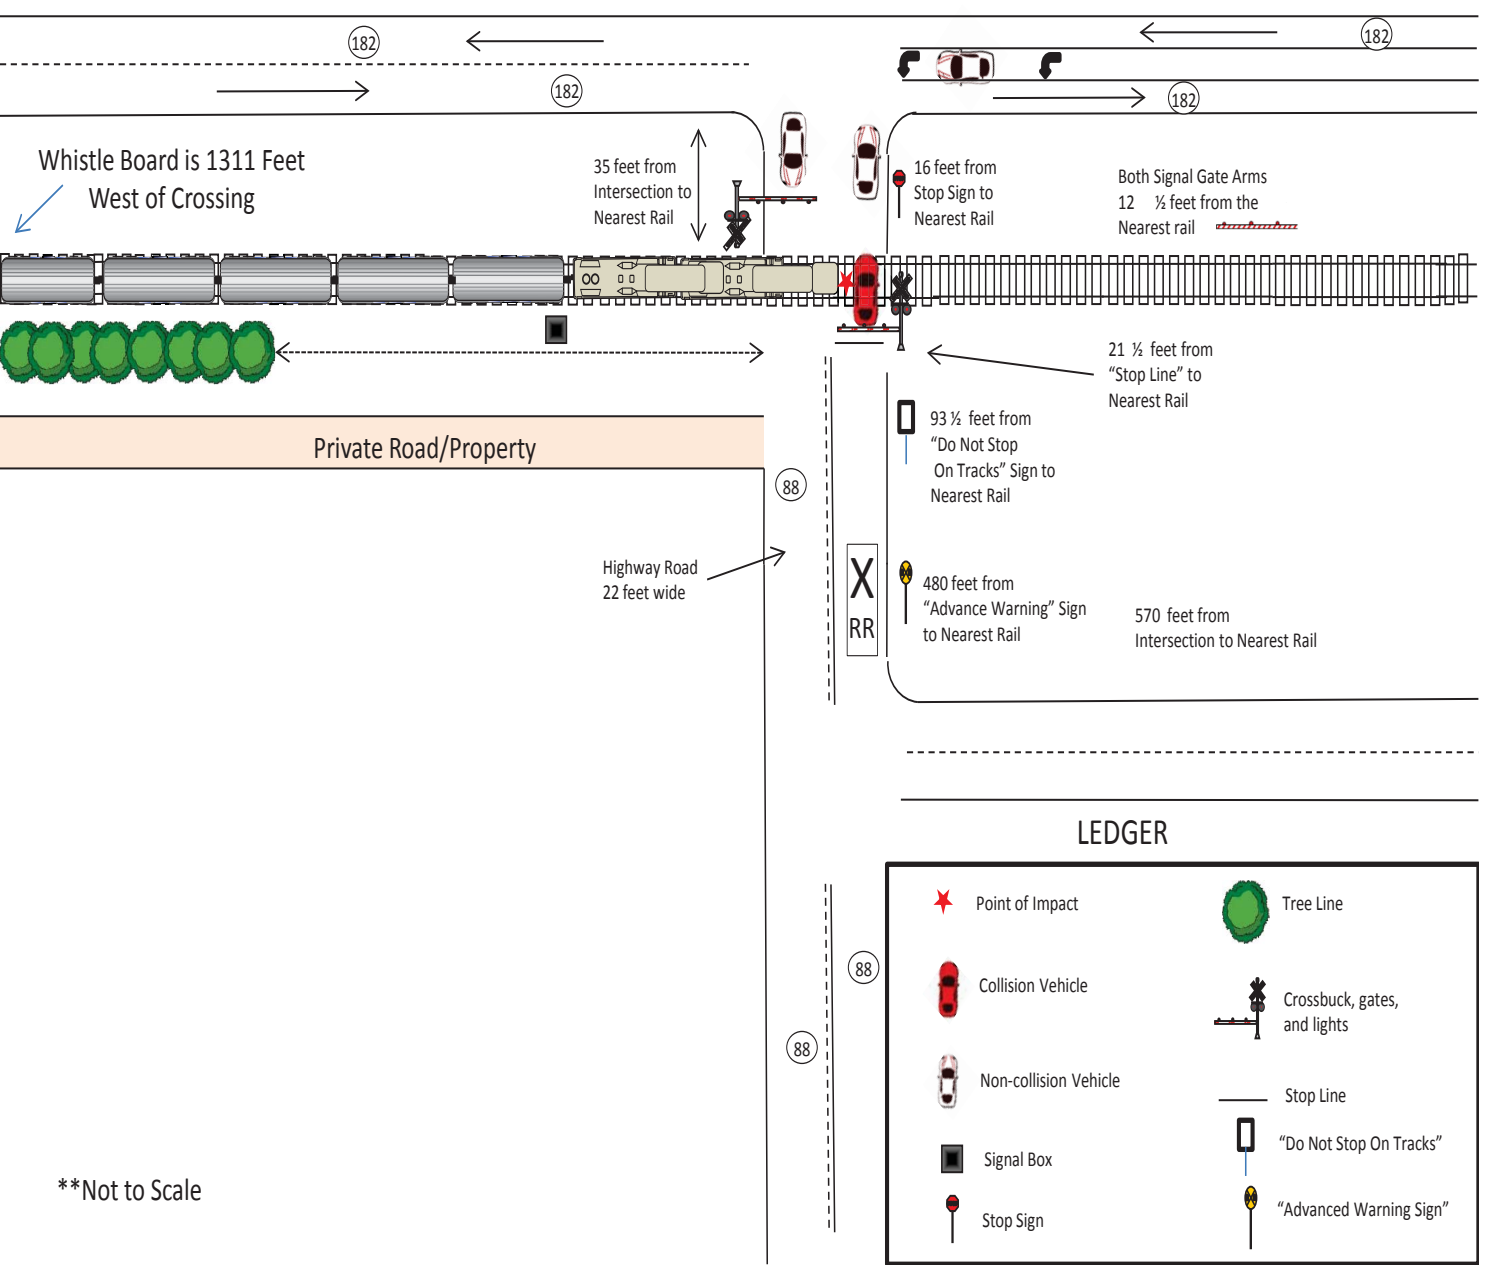 182
182
182
182
Whistle Board is 1311 Feet
West of Crossing
35 feet from
Intersection to
Nearest Rail
16 feet from
Stop Sign to
Nearest Rail
Both Signal Gate Arms
12 ½ feet from the
Nearest rail
21 ½ feet from
“Stop Line” to
Nearest Rail
93 ½ feet from
“Do Not Stop
On Tracks” Sign to
Nearest Rail
Private Road/Property
88
Highway Road
22 feet wide
X
RR
480 feet from
“Advance Warning” Sign
to Nearest Rail
570 feet from
Intersection to Nearest Rail
LEDGER
Point of Impact
Tree Line
88
Collision Vehicle
Crossbuck, gates,
and lights
88
Non-collision Vehicle
Stop Line
“Do Not Stop On Tracks”
Signal Box
**Not to Scale
Stop Sign
“Advanced Warning Sign”